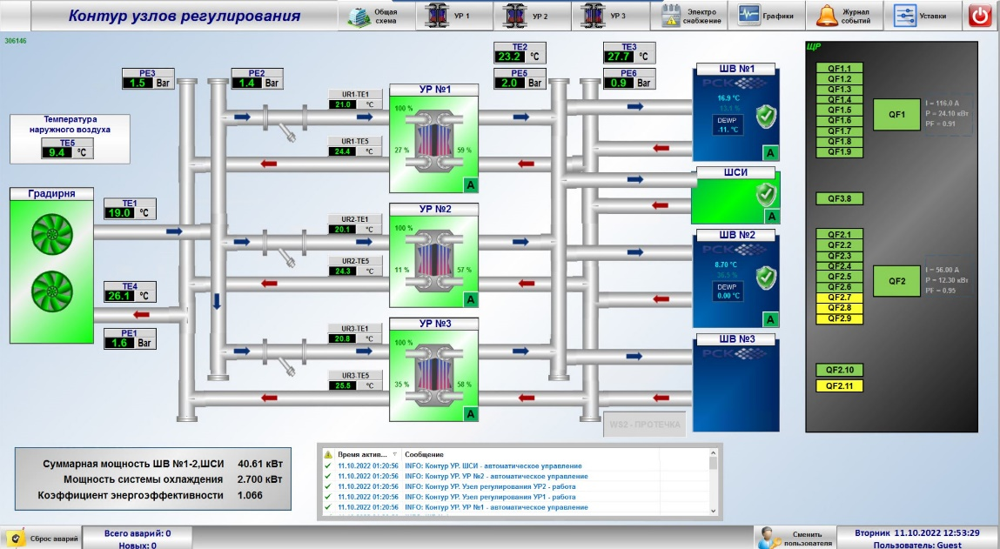 Контур узлов регулирования
Общая
схема
УР 1
УР 2
УР 3
Электро
снабжение
Графики
Журнал
событий
Уставки
306146
TE2
23.2 °C
TE3
27.7 °C
PE3
1.5 Bar
PE2
1.4 Bar
PE5
2.0 Bar
PE6
0.9 Bar
Температура
наружного воздуха
TE5
9.4 °C
UR1-TE1
21.0 °C
UR1-TE5
24.4 °C
УР №1
100 %
27 %
59 %
A
ШВ №1
РСК
16.9 °C
13.1 %
DEWP
-11. °C
A
ШСИ
A
Градирня
TE1
19.0 °C
TE4
26.1 °C
PE1
1.6 Bar
UR2-TE1
20.1 °C
UR2-TE5
24.3 °C
УР №2
100 %
11 %
57 %
A
ШВ №2
РСК
8.70 °C
36.5 %
DEWP
0.00 °C
A
UR3-TE1
20.8 °C
UR3-TE5
25.5 °C
УР №3
100 %
35 %
58 %
A
ШВ №3
РСК
WS2 - ПРОТЕЧКА
ЩР
QF1.1
QF1.2
QF1.3
QF1.4
QF1.5
QF1.6
QF1.7
QF1.8
QF1.9
QF1
I = 116.0 А
P = 24.10 кВт
PF = 0.91
QF3.8
QF2.1
QF2.2
QF2.3
QF2.4
QF2.5
QF2.6
QF2.7
QF2.8
QF2.9
QF2
I = 56.00 А
P = 12.30 кВт
PF = 0.95
QF2.10
QF2.11
Суммарная мощность ШВ №1-2,ШСИ 40.61 кВт
Мощность системы охлаждения 2.700 кВт
Коэффициент энергоэффективности 1.066
Время актив... Сообщение
11.10.2022 01:20:56 INFO: Контур УР. ШСИ - автоматическое управление
11.10.2022 01:20:56 INFO: Контур УР. УР №2 - автоматическое управление
11.10.2022 01:20:56 INFO: Контур УР. Узел регулирования УР2 - работа
11.10.2022 01:20:56 INFO: Контур УР. Узел регулирования УР1 - работа
11.10.2022 01:20:56 INFO: Контур УР. УР №1 - автоматическое управление
Сброс аварий
Всего аварий: 0
Новых: 0
Сменить
пользователя
Вторник 11.10.2022 12:53:29
Пользователь: Guest